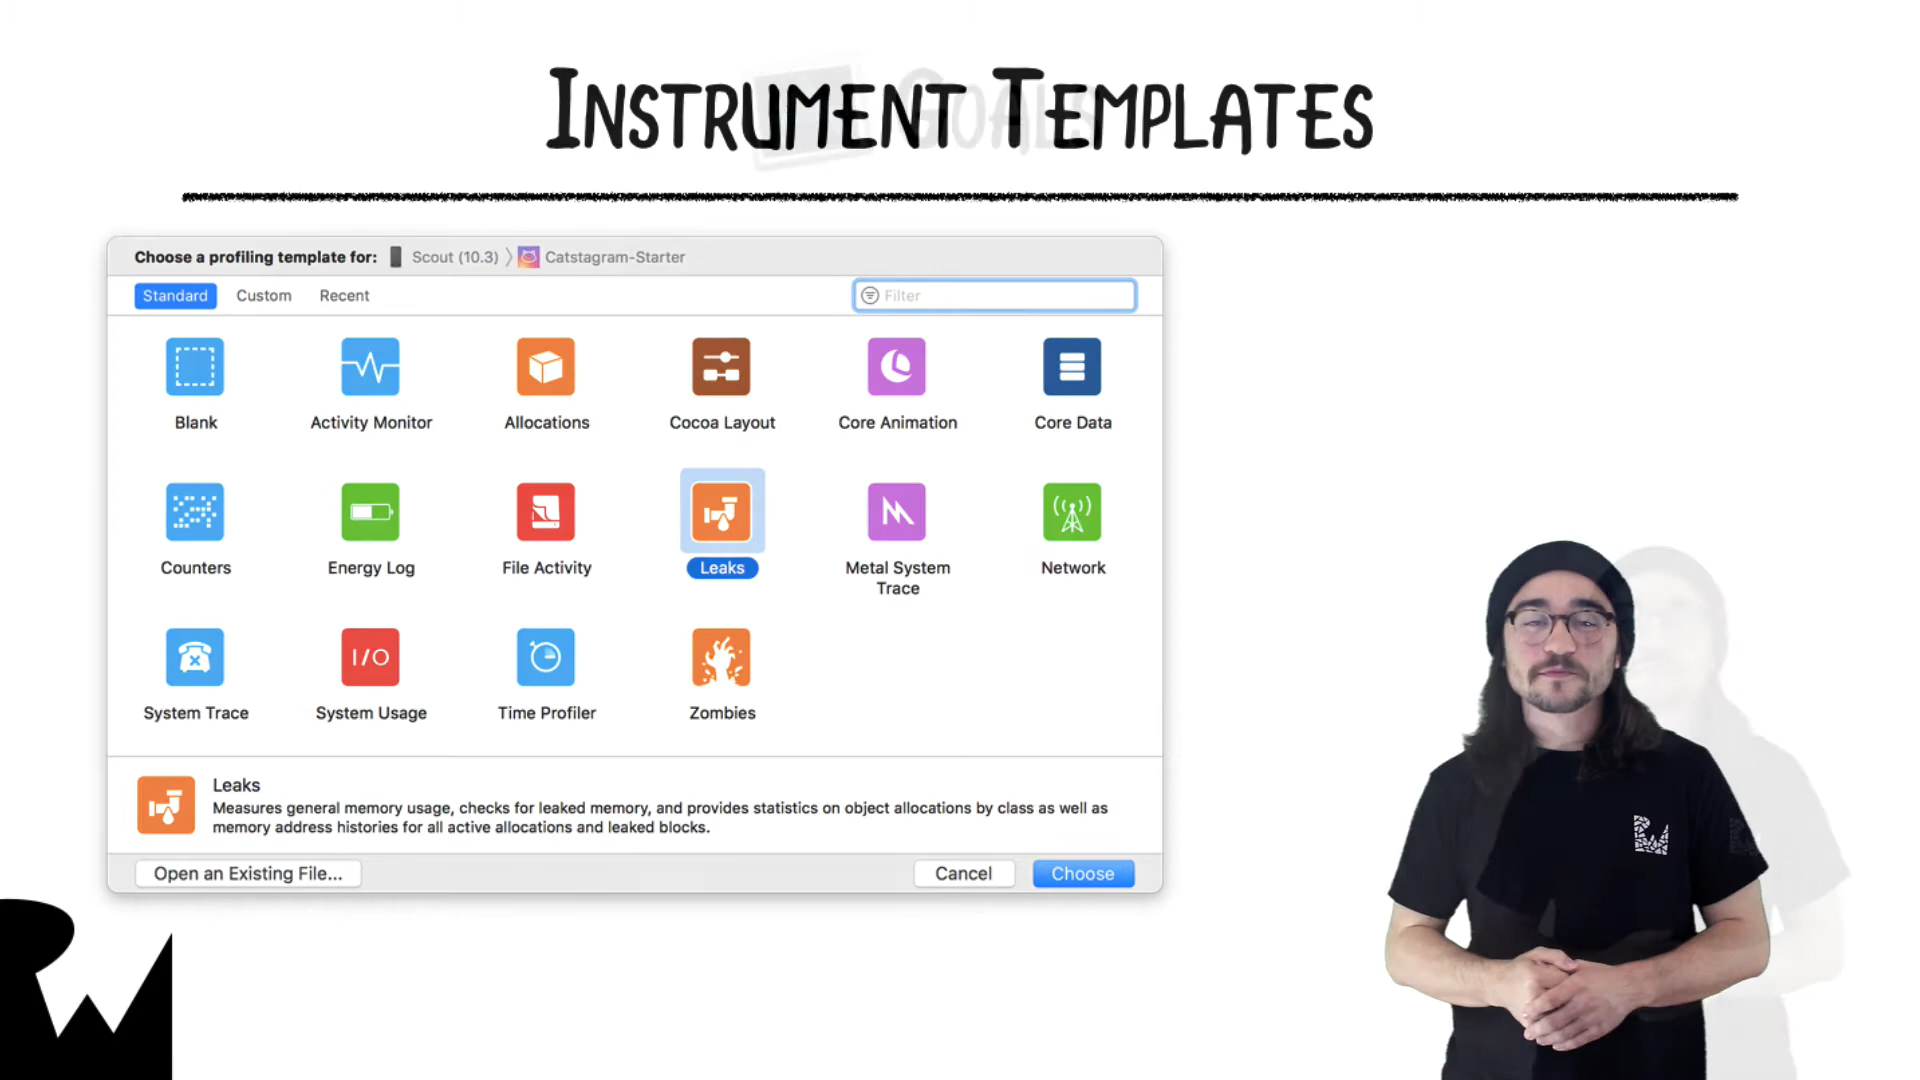 INSTRUMENT TEMPLATES
GOALS
Choose a profiling template for: Scout (10.3) Catstagram-Starter
Standard Custom Recent Filter
Blank Activity Monitor Allocations Cocoa Layout Core Animation Core Data
Counters Energy Log File Activity Leaks Metal System Trace Network
I/O
System Trace System Usage Time Profiler Zombies
Leaks
Measures general memory usage, checks for leaked memory, and provides statistics on object allocations by class as well as
memory address histories for all active allocations and leaked blocks.
Open an Existing File... Cancel Choose
RW
RW